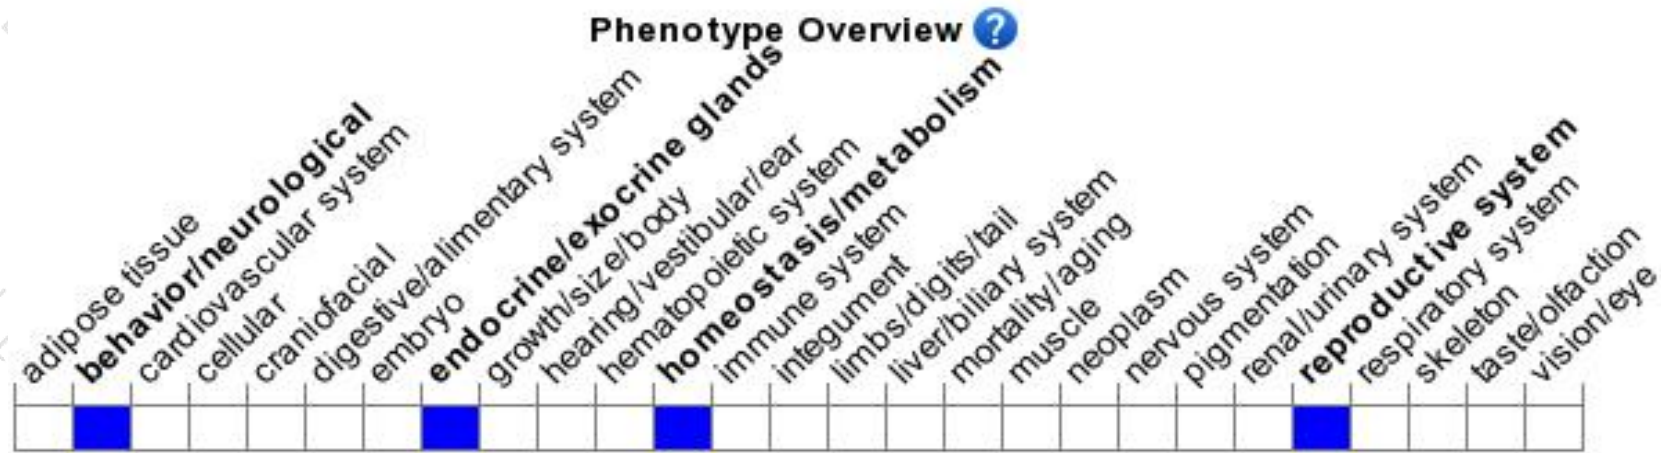 Phenotype Overview ?
adipose tissue
behavior/neurological
cardiovascular system
cellular
craniofacial
digestive/alimentary system
embryo
endocrine/exocrine glands
growth/size/body
hearing/vestibular/ear
hematopoietic system
homeostasis/metabolism
immune system
integument
limbs/digits/tail
liver/biliary system
mortality/aging
muscle
neoplasm
nervous system
pigmentation
renal/urinary system
reproductive system
respiratory system
skeleton
taste/olfaction
vision/eye